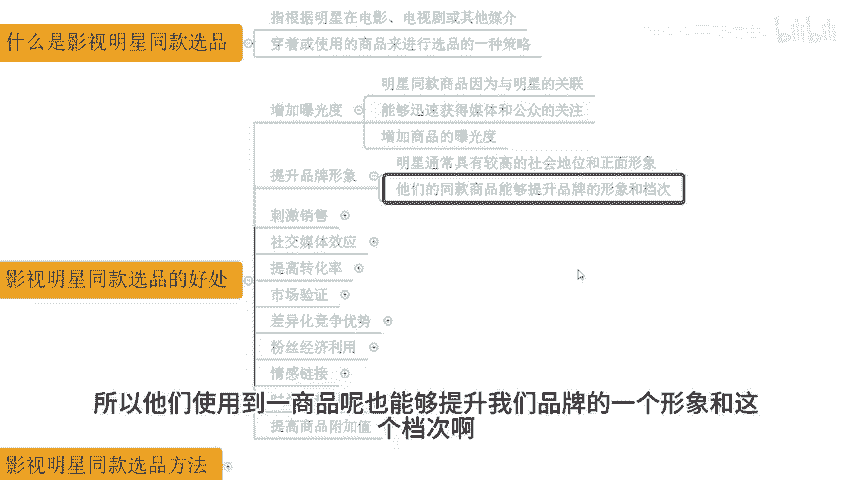 什么是影视明星同款选品
指根据明星在电影、电视剧或其他媒介
穿着或使用的商品来进行选品的一种策略
影视明星同款选品的好处
增加曝光度
明星同款商品因为与明星的关联
能够迅速获得媒体和公众的关注
增加商品的曝光度
提升品牌形象
明星通常具有较高的社会地位和正面形象
他们的同款商品能够提升品牌的形象和档次
刺激销售
社交媒体效应
提高转化率
市场验证
差异化竞争优势
粉丝经济利用
情感链接
提高商品附加值
影视明星同款选品方法
所以他们使用到一商品呢也能够提升我们品牌的一个形象和这
个档次啊
bilibili